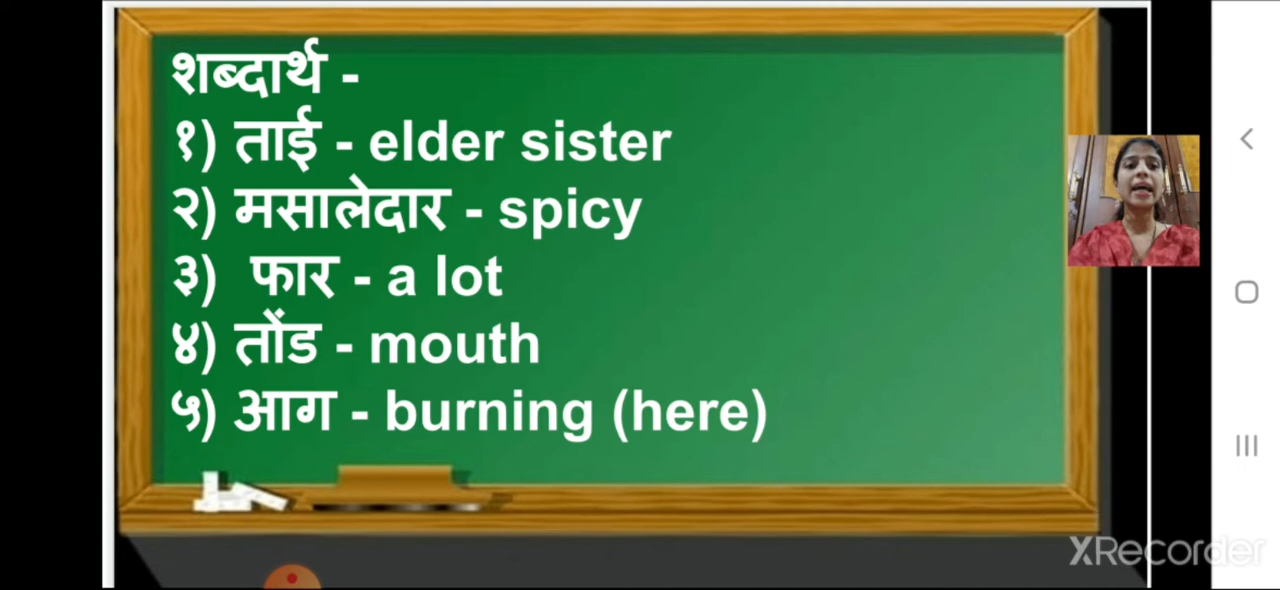 शब्दार्थ -
१) ताई - elder sister
२) मसालेदार - spicy
३) फार - a lot
४) तोंड - mouth
५) आग - burning (here)
XRecorder